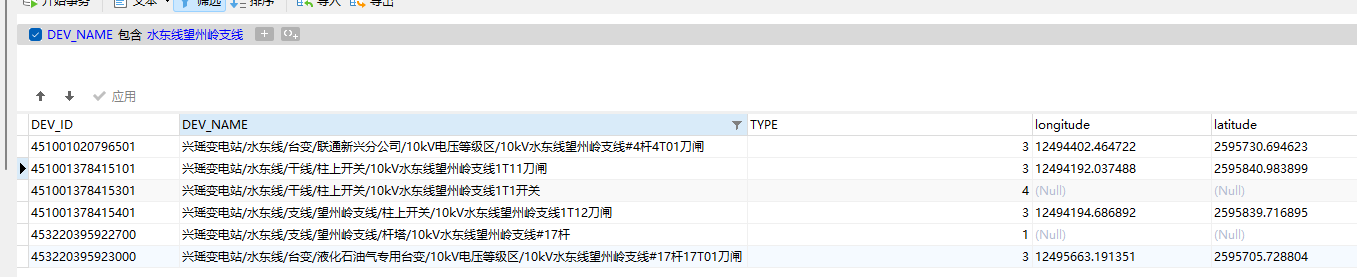 开始事务 文本 筛选 排序 导入 导出
DEV_NAME 包含 水东线望州岭支线
应用
DEV_ID DEV_NAME TYPE longitude latitude
451001020796501 兴瑶变电站/水东线/台变/联通新兴分公司/10kV电压等级区/10kV水东线望州岭支线#4杆4T01刀闸 3 12494402.464722 2595730.694623
451001378415101 兴瑶变电站/水东线/干线/柱上开关/10kV水东线望州岭支线1T11刀闸 3 12494192.037488 2595840.983899
451001378415301 兴瑶变电站/水东线/干线/柱上开关/10kV水东线望州岭支线1T1开关 4 (Null) (Null)
451001378415401 兴瑶变电站/水东线/支线/望州岭支线/柱上开关/10kV水东线望州岭支线1T12刀闸 3 12494194.686892 2595839.716895
453220395922700 兴瑶变电站/水东线/支线/望州岭支线/杆塔/10kV水东线望州岭支线#17杆 1 (Null) (Null)
453220395923000 兴瑶变电站/水东线/台变/液化石油气专用台变/10kV电压等级区/10kV水东线望州岭支线#17杆17T01刀闸 3 12495663.191351 2595705.728804